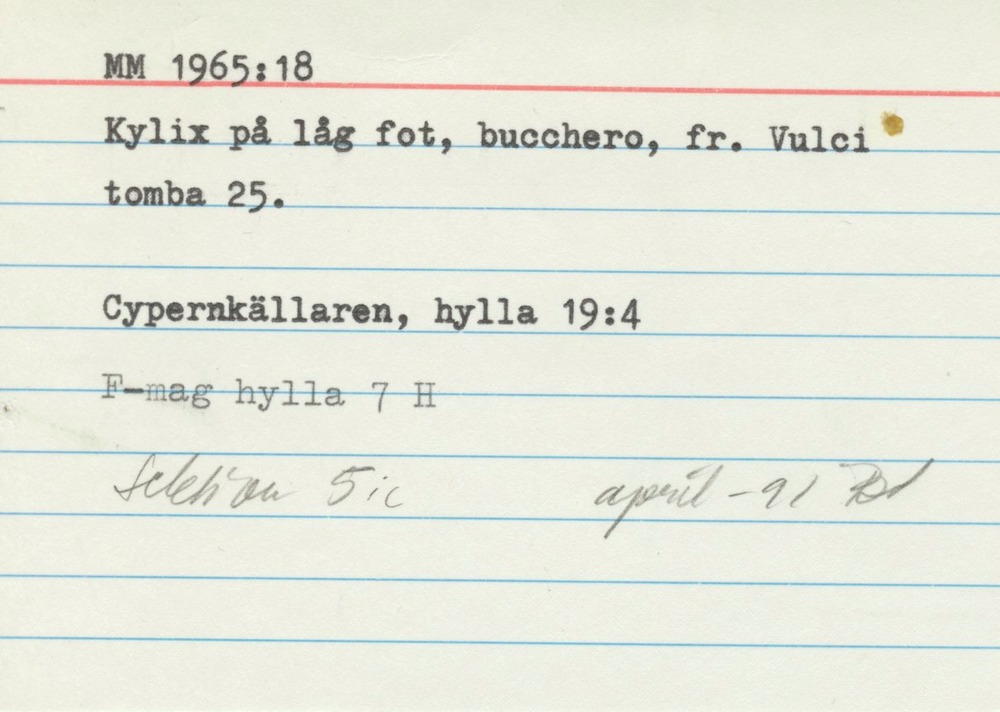 MM 1965:18
Kylix på låg fot, bucchero, fr. Vulci
tomba 25.
Cypernkällaren, hylla 19:4
F-mag hylla 7 H
Sektion 5:c april -91